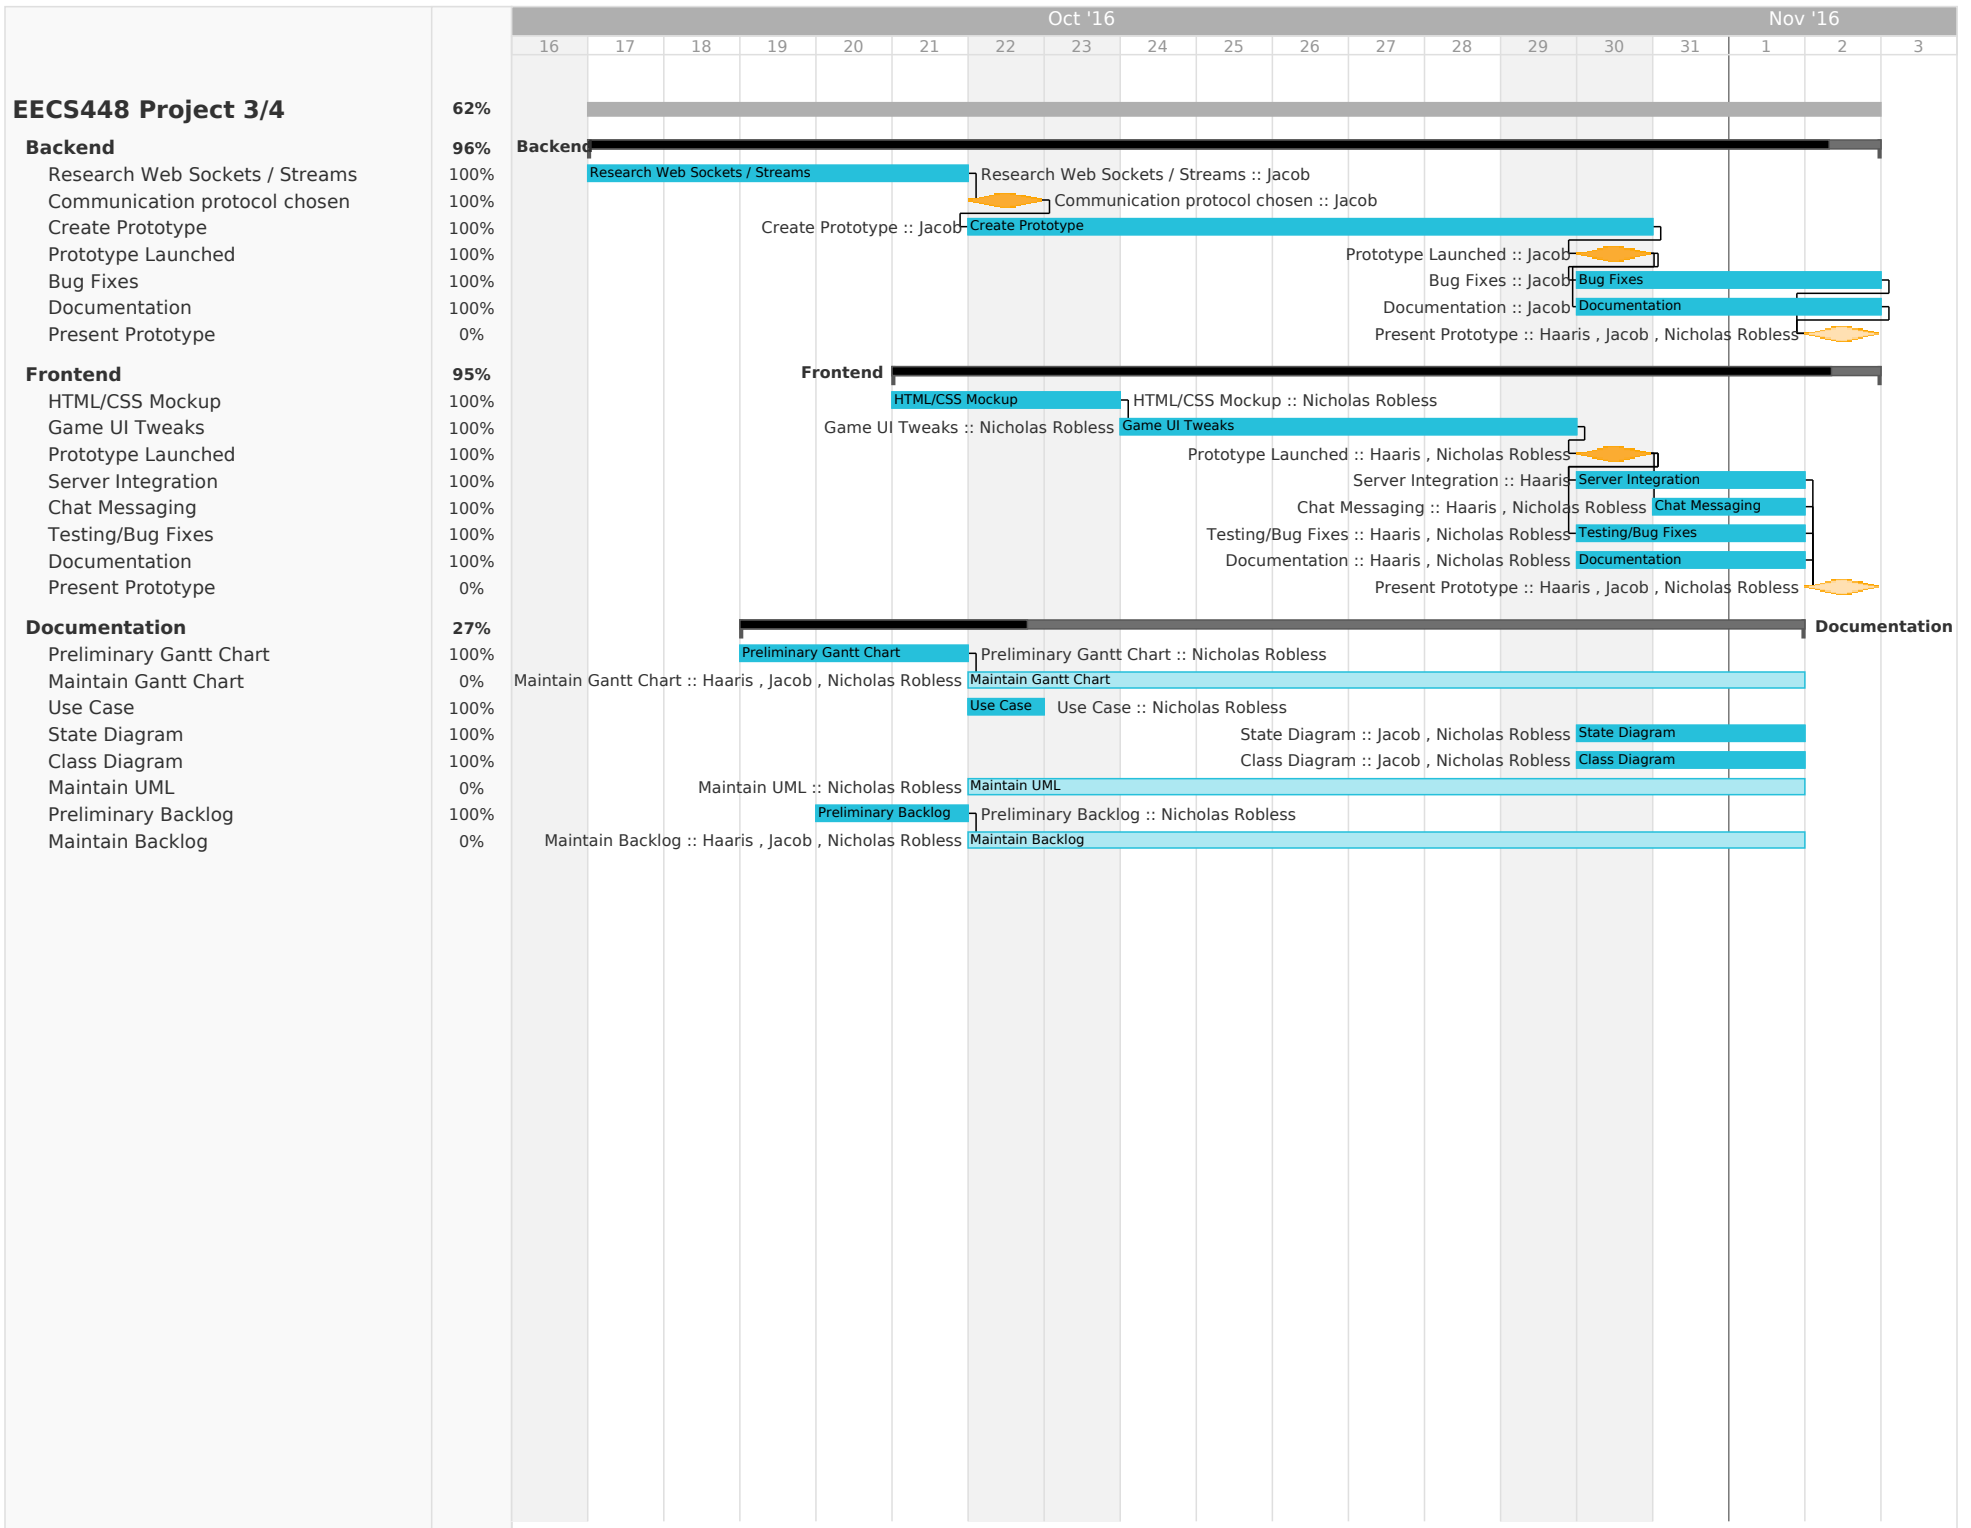 Oct '16 Nov '16
16 17 18 19 20 21 22 23 24 25 26 27 28 29 30 31 1 2 3
EECS448 Project 3/4 62%
Backend 96% Backend
Research Web Sockets / Streams 100% Research Web Sockets / Streams Research Web Sockets / Streams :: Jacob
Communication protocol chosen 100% Communication protocol chosen :: Jacob
Create Prototype 100% Create Prototype :: Jacob Create Prototype
Prototype Launched 100% Prototype Launched :: Jacob
Bug Fixes 100% Bug Fixes :: Jacob Bug Fixes
Documentation 100% Documentation :: Jacob Documentation
Present Prototype 0% Present Prototype :: Haaris , Jacob , Nicholas Robless
Frontend 95% Frontend
HTML/CSS Mockup 100% HTML/CSS Mockup HTML/CSS Mockup :: Nicholas Robless
Game UI Tweaks 100% Game UI Tweaks :: Nicholas Robless Game UI Tweaks
Prototype Launched 100% Prototype Launched :: Haaris , Nicholas Robless
Server Integration 100% Server Integration :: Haaris Server Integration
Chat Messaging 100% Chat Messaging :: Haaris , Nicholas Robless Chat Messaging
Testing/Bug Fixes 100% Testing/Bug Fixes :: Haaris , Nicholas Robless Testing/Bug Fixes
Documentation 100% Documentation :: Haaris , Nicholas Robless Documentation
Present Prototype 0% Present Prototype :: Haaris , Jacob , Nicholas Robless
Documentation 27% Documentation
Preliminary Gantt Chart 100% Preliminary Gantt Chart Preliminary Gantt Chart :: Nicholas Robless
Maintain Gantt Chart 0% Maintain Gantt Chart :: Haaris , Jacob , Nicholas Robless Maintain Gantt Chart
Use Case 100% Use Case Use Case :: Nicholas Robless
State Diagram 100% State Diagram :: Jacob , Nicholas Robless State Diagram
Class Diagram 100% Class Diagram :: Jacob , Nicholas Robless Class Diagram
Maintain UML 0% Maintain UML :: Nicholas Robless Maintain UML
Preliminary Backlog 100% Preliminary Backlog Preliminary Backlog :: Nicholas Robless
Maintain Backlog 0% Maintain Backlog :: Haaris , Jacob , Nicholas Robless Maintain Backlog